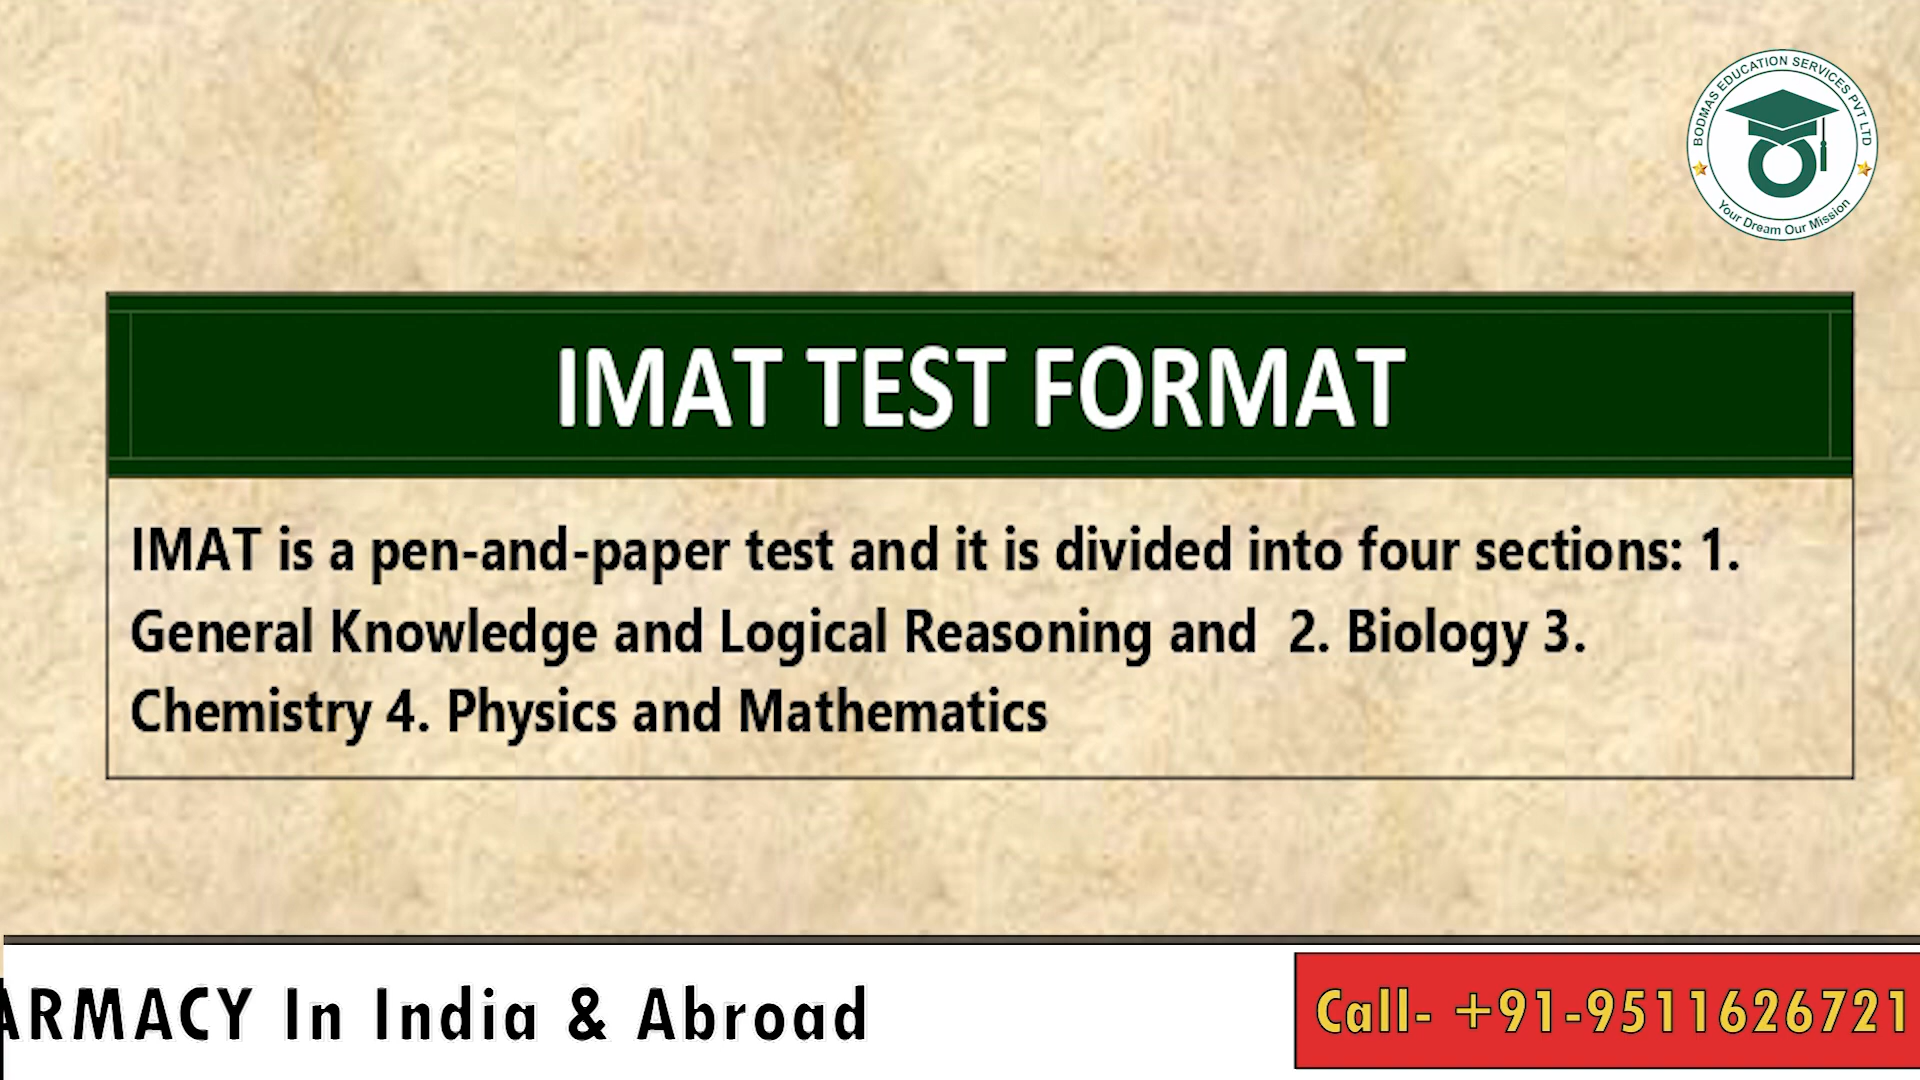 BODMAS EDUCATION SERVICES PVT LTD
Your Dream Our Mission
IMAT TEST FORMAT
IMAT is a pen-and-paper test and it is divided into four sections: 1.
General Knowledge and Logical Reasoning and  2. Biology 3.
Chemistry 4. Physics and Mathematics
ARMACY In India & Abroad
Call- +91-9511626721